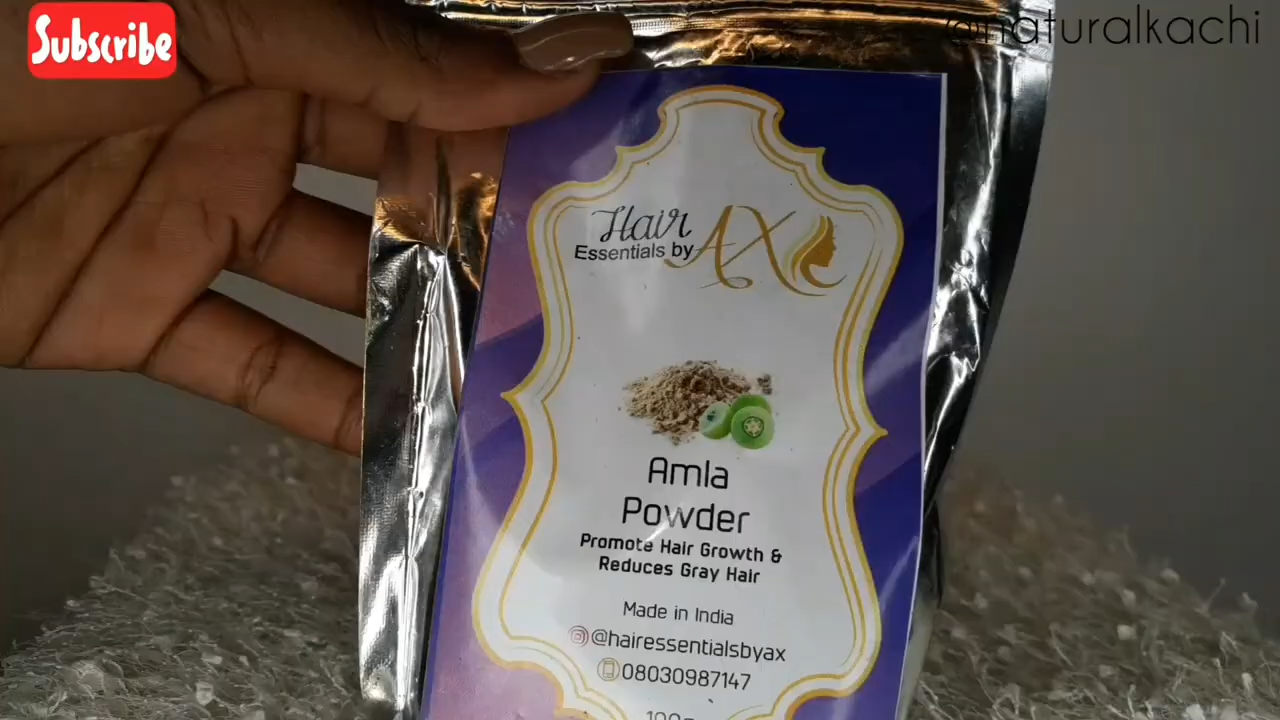 Subscribe
@naturalkachi
Hair
Essentials by AX
Amla
Powder
Promote Hair Growth &
Reduces Gray Hair
Made in India
@hairessentialsbyax
08030987147